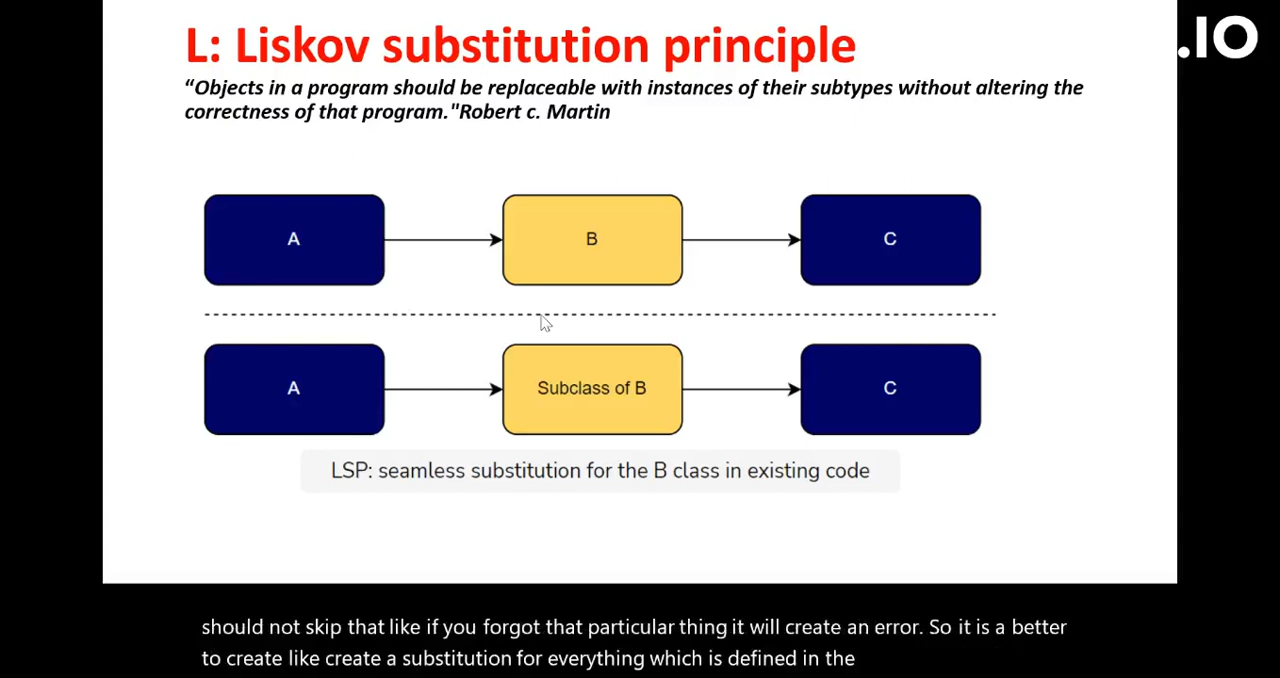 L: Liskov substitution principle
.IO
“Objects in a program should be replaceable with instances of their subtypes without altering the
correctness of that program."Robert c. Martin
A
B
C
A
Subclass of B
C
LSP: seamless substitution for the B class in existing code
should not skip that like if you forgot that particular thing it will create an error. So it is a better
to create like create a substitution for everything which is defined in the